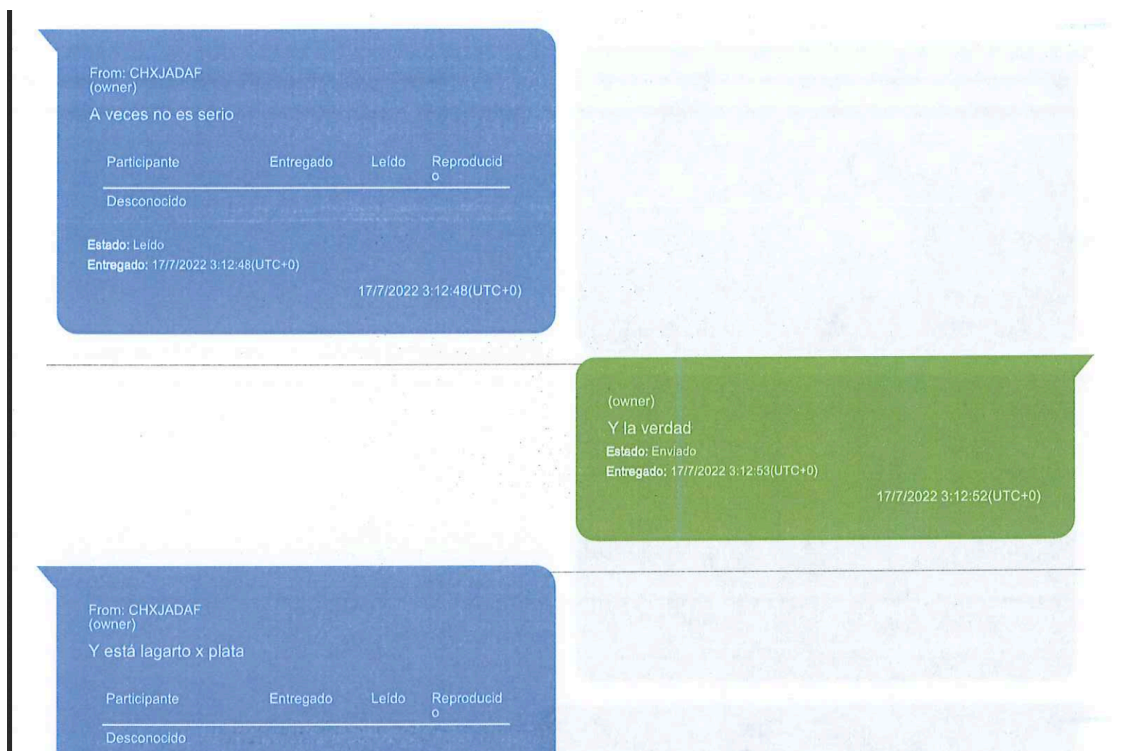 From: CHXJADAF
(owner)
A veces no es serio
Participante Entregado Leído Reproducid
o
Desconocido
Estado: Leído
Entregado: 17/7/2022 3:12:48(UTC+0)
17/7/2022 3:12:48(UTC+0)
(owner)
Y la verdad
Estado: Enviado
Entregado: 17/7/2022 3:12:53(UTC+0)
17/7/2022 3:12:52(UTC+0)
From: CHXJADAF
(owner)
Y está lagarto x plata
Participante Entregado Leído Reproducid
o
Desconocido